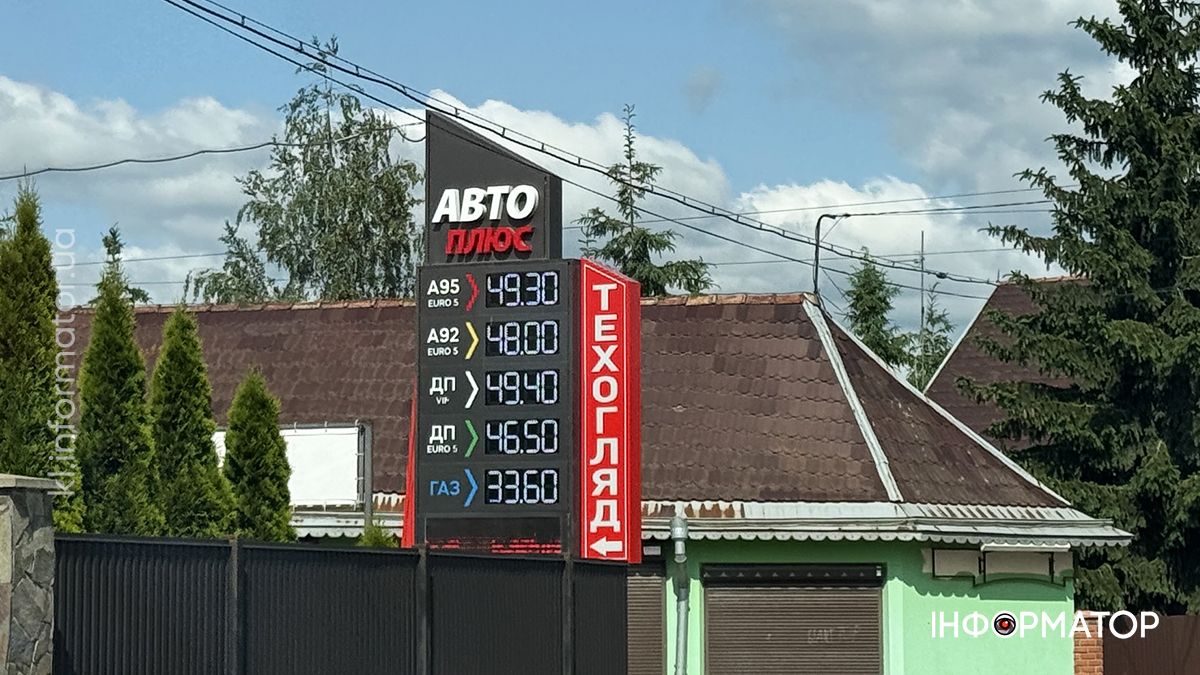 АВТО
ПЛЮС
А95
EURO 5
49.30
А92
EURO 5
48.00
ДП
VIP
49.40
ДП
EURO 5
46.50
ГАЗ
33.60
ТЕХОГЛЯД
klinformator.ua
ІНФОРМАТОР